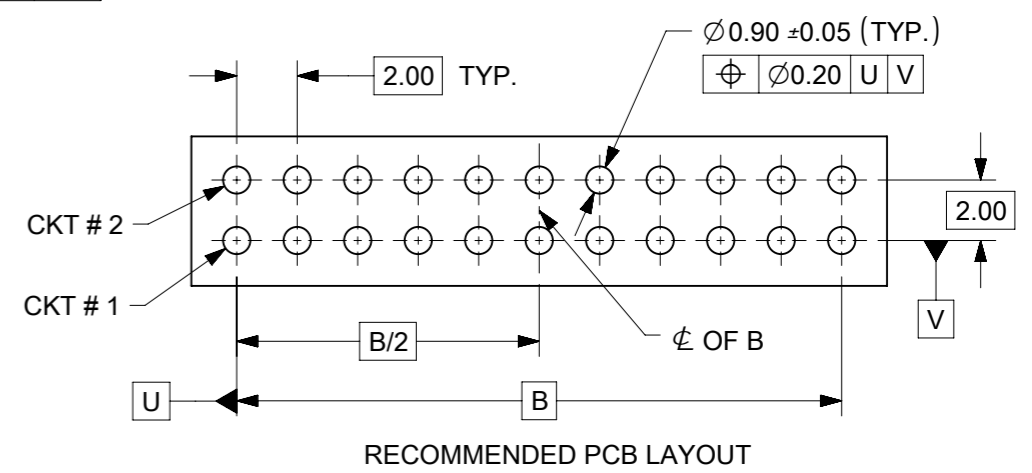 ⌀0.90 ±0.05 (TYP.)
⌖ ⌀0.20 U V
2.00 TYP.
CKT # 2
2.00
CKT # 1
V
B/2
℄ OF B
U
B
RECOMMENDED PCB LAYOUT